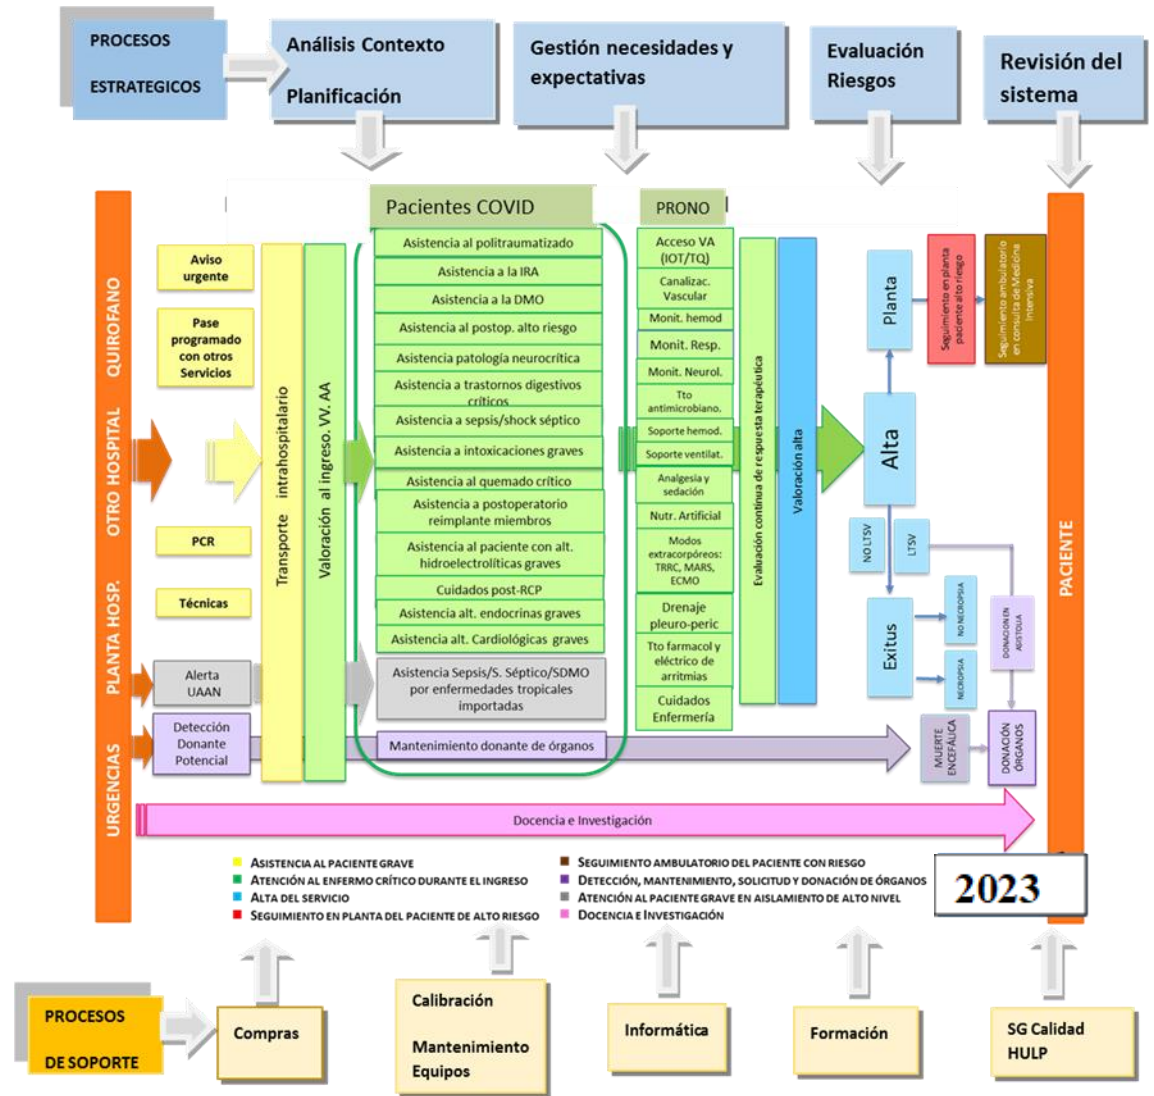 PROCESOS
ESTRATEGICOS
Análisis Contexto
Planificación
Gestión necesidades y
expectativas
Evaluación
Riesgos
Revisión del
sistema
QUIROFANO
OTRO HOSPITAL
PLANTA HOSP.
URGENCIAS
Aviso
urgente
Pase
programado
con otros
Servicios
PCR
Técnicas
Alerta
UAAN
Detección
Donante
Potencial
Transporte intrahospitalario
Valoración al ingreso. VV. AA
Pacientes COVID
Asistencia al politraumatizado
Asistencia a la IRA
Asistencia a la DMO
Asistencia al postop. alto riesgo
Asistencia patología neurocrítica
Asistencia a trastornos digestivos
críticos
Asistencia a sepsis/shock séptico
Asistencia a intoxicaciones graves
Asistencia al quemado crítico
Asistencia a postoperatorio
reimplante miembros
Asistencia al paciente con alt.
hidroelectrolíticas graves
Cuidados post-RCP
Asistencia alt. endocrinas graves
Asistencia alt. Cardiológicas graves
Asistencia Sepsis/S. Séptico/SDMO
por enfermedades tropicales
importadas
Mantenimiento donante de órganos
PRONO
Acceso VA
(IOT/TQ)
Canalizac.
Vascular
Monit. hemod
Monit. Resp.
Monit. Neurol.
Tto
antimicrobiano.
Soporte hemod.
Soporte ventilat.
Analgesia y
sedación
Nutr. Artificial
Modos
extracorpóreos:
TRRC, MARS,
ECMO
Drenaje
pleuro-peric
Tto farmacol y
eléctrico de
arritmias
Cuidados
Enfermería
Evaluación continua de respuesta terapéutica
Valoración alta
Planta
Seguimiento en planta
paciente alto riesgo
Seguimiento ambulatorio
en consulta de Medicina
Intensiva
Alta
NO LTSV
LTSV
Exitus
NO NECROPSIA
NECROPSIA
DONACION EN
ASISTOLIA
MUERTE
ENCEFÁLICA
DONACIÓN
ÓRGANOS
PACIENTE
Docencia e Investigación
ASISTENCIA AL PACIENTE GRAVE
ATENCIÓN AL ENFERMO CRÍTICO DURANTE EL INGRESO
ALTA DEL SERVICIO
SEGUIMIENTO EN PLANTA DEL PACIENTE DE ALTO RIESGO
SEGUIMIENTO AMBULATORIO DEL PACIENTE CON RIESGO
DETECCIÓN, MANTENIMIENTO, SOLICITUD Y DONACIÓN DE ÓRGANOS
ATENCIÓN AL PACIENTE GRAVE EN AISLAMIENTO DE ALTO NIVEL
DOCENCIA E INVESTIGACIÓN
2023
PROCESOS
DE SOPORTE
Compras
Calibración
Mantenimiento
Equipos
Informática
Formación
SG Calidad
HULP